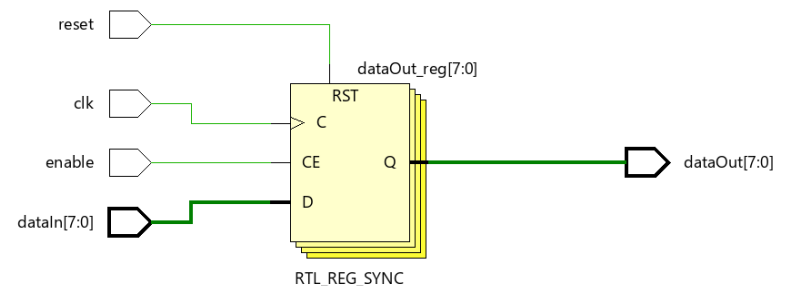 reset
dataOut_reg[7:0]
RST
clk
C
enable
CE
Q
dataOut[7:0]
D
dataIn[7:0]
RTL_REG_SYNC